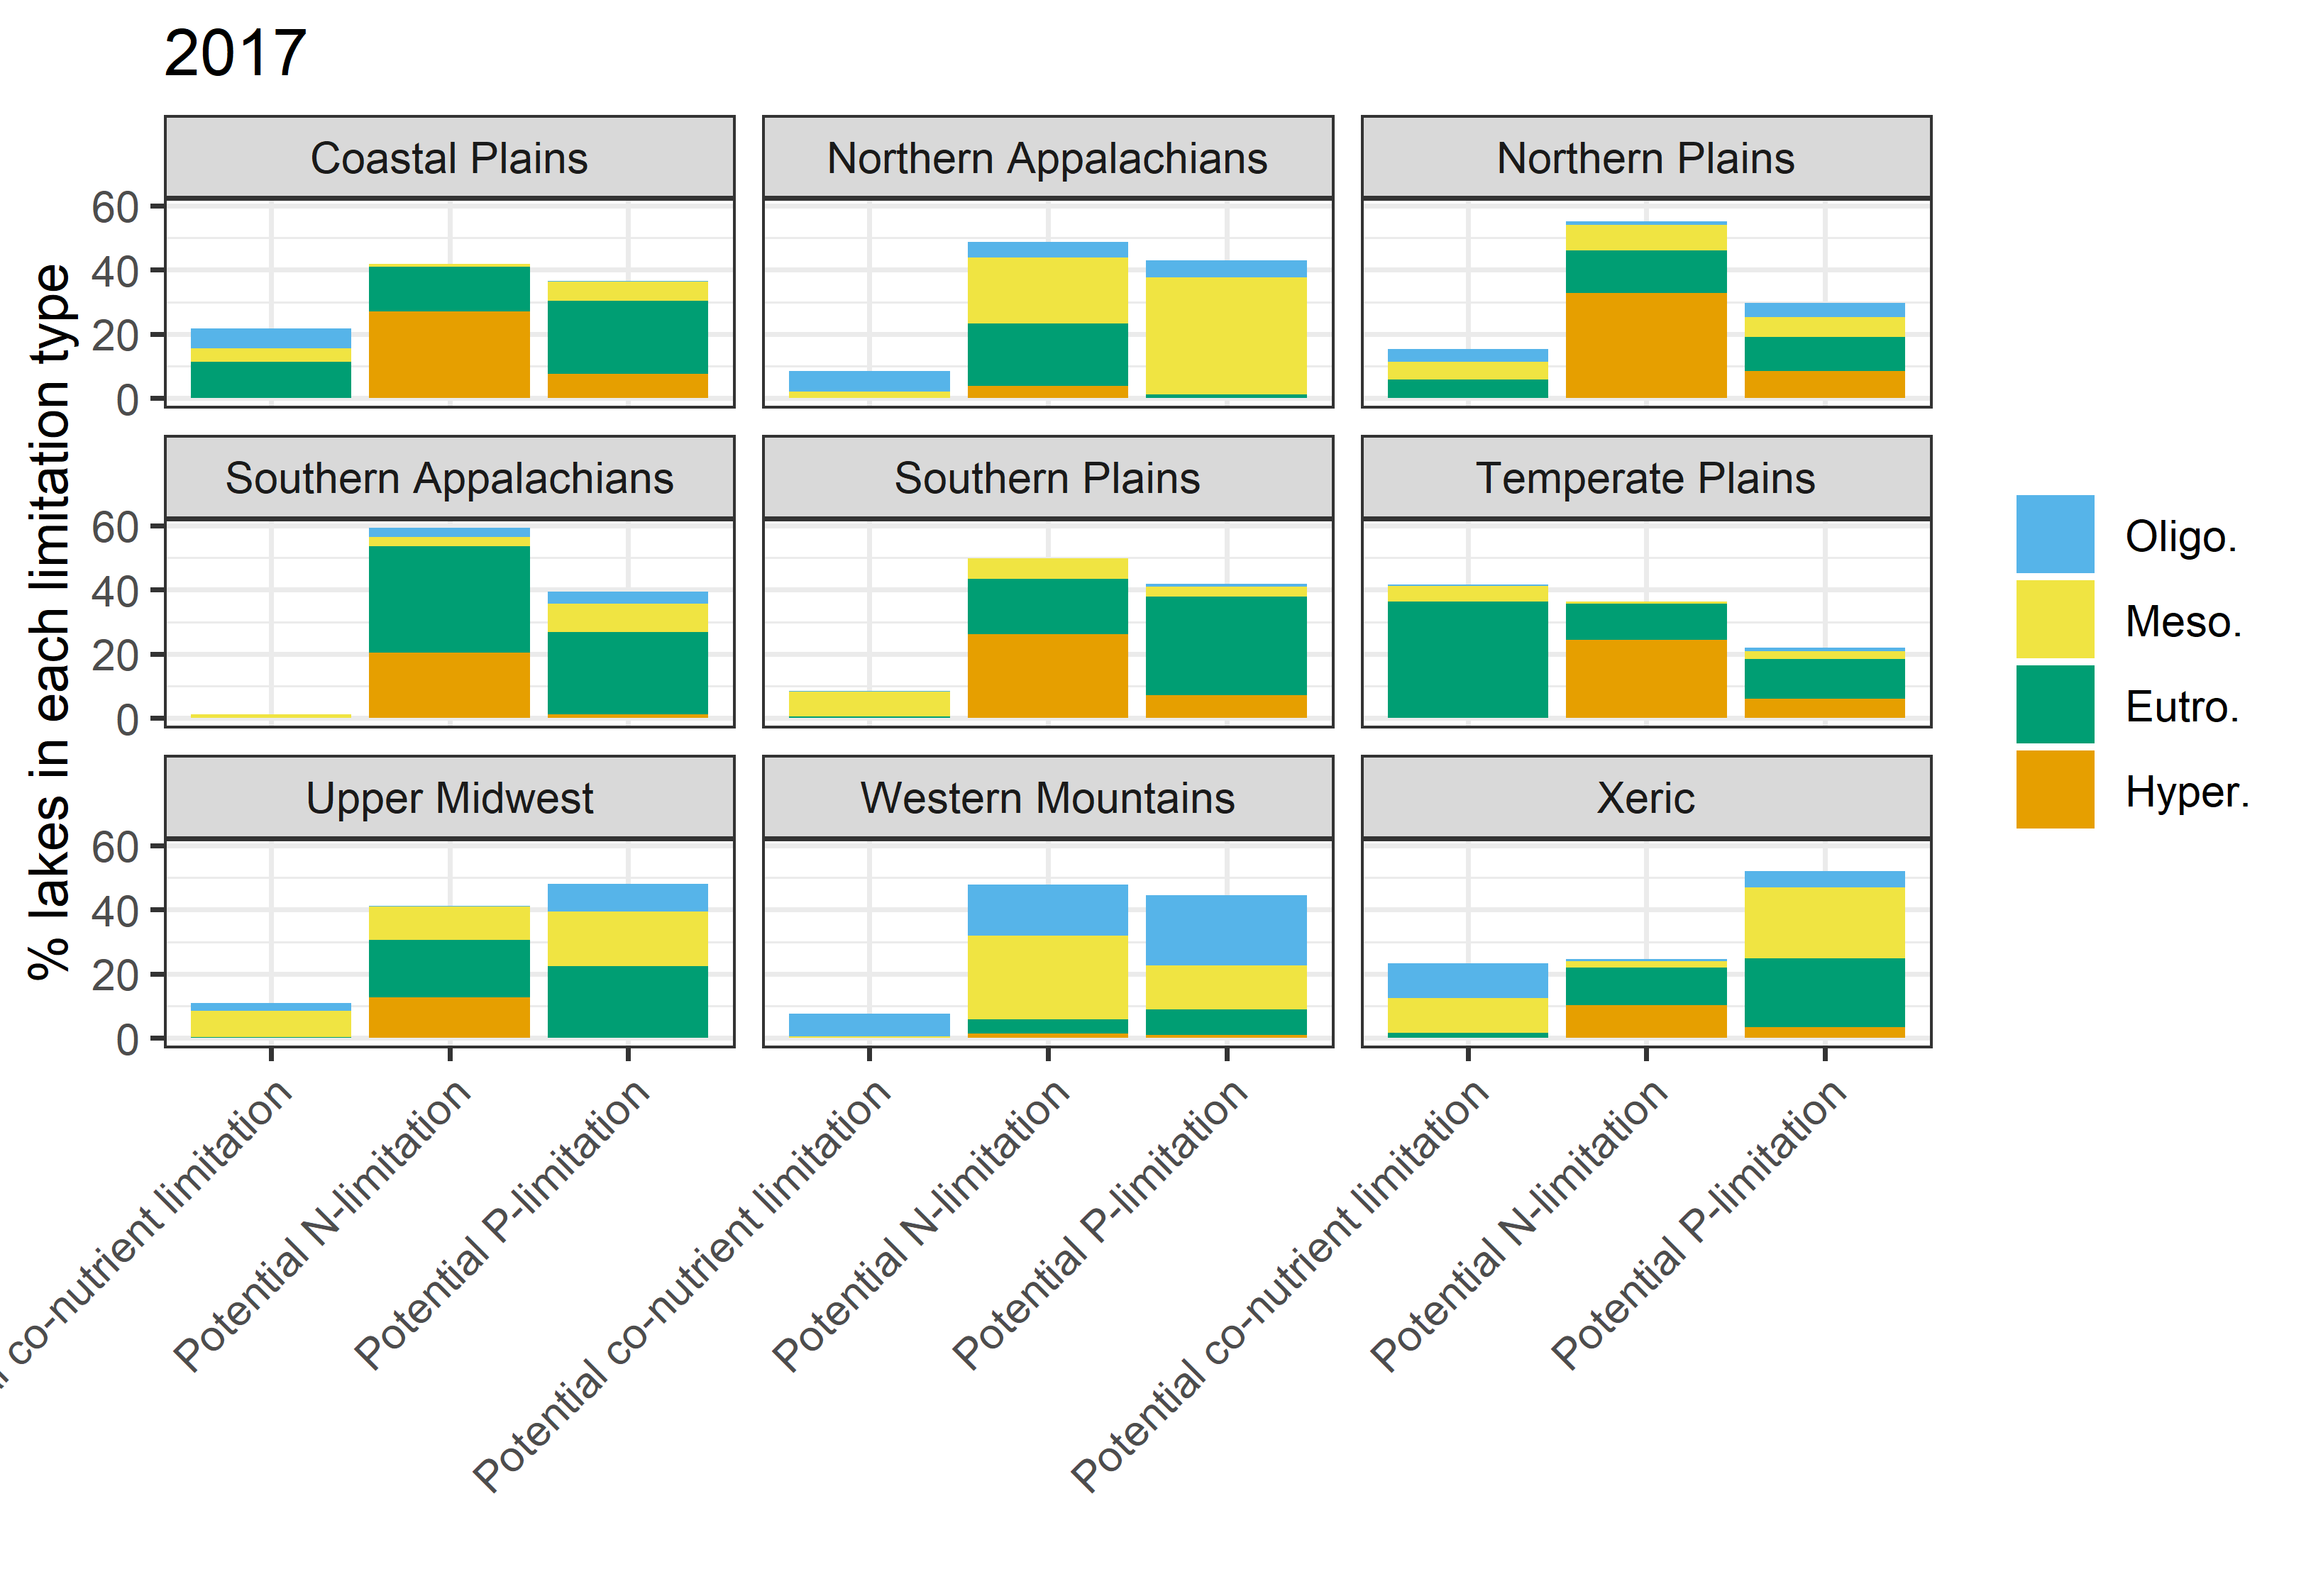 2017
Coastal Plains
Northern Appalachians
Northern Plains
60
40
20
0
Southern Appalachians
Southern Plains
Temperate Plains
60
40
20
0
Upper Midwest
Western Mountains
Xeric
60
40
20
0
% lakes in each limitation type
co-nutrient limitation
Potential N-limitation
Potential P-limitation
Potential co-nutrient limitation
Potential N-limitation
Potential P-limitation
Potential co-nutrient limitation
Potential N-limitation
Potential P-limitation
Oligo.
Meso.
Eutro.
Hyper.